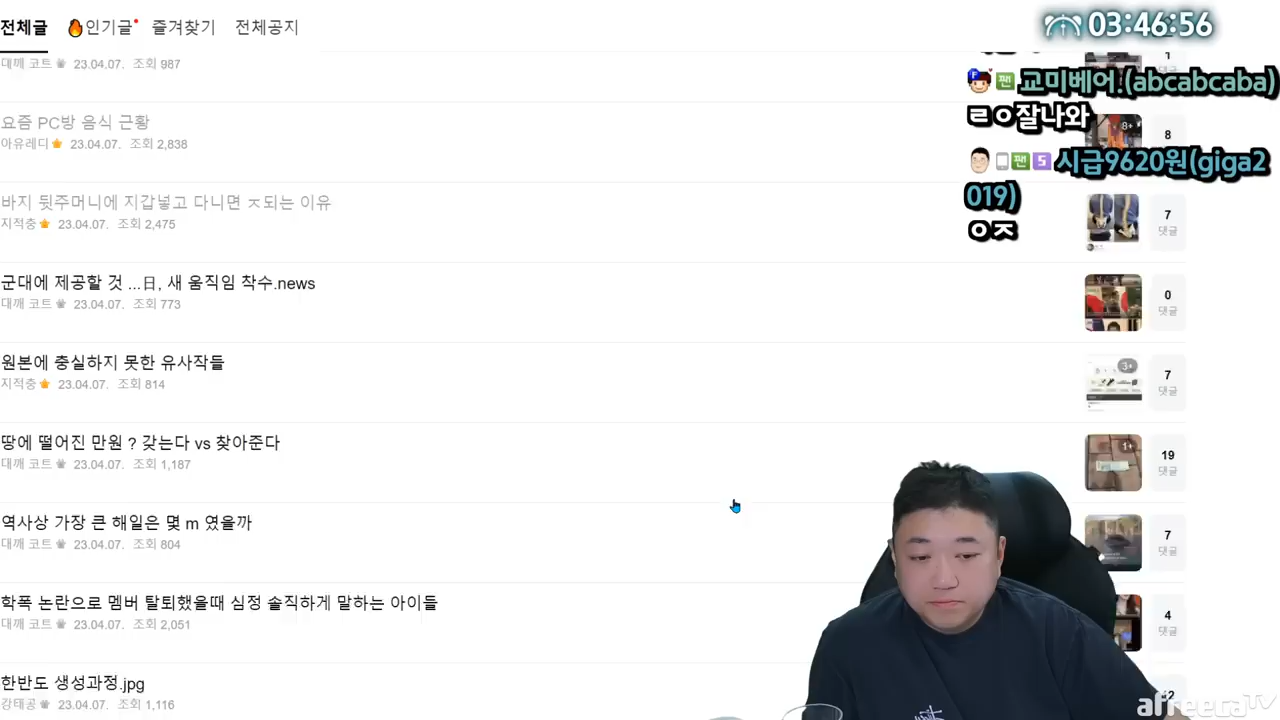 전체글 🔥인기글 즐겨찾기 전체공지
03:46:56
대깨 코트 23.04.07. 조회 987
1
댓글
교미베어.(abcabcaba)
ㄹㅇ잘나와
요즘 PC방 음식 근황
아유레디 23.04.07. 조회 2,838
8+
8
팬 5 시급9620원(giga2
019)
ㅇㅈ
바지 뒷주머니에 지갑넣고 다니면 ㅈ되는 이유
지적충 23.04.07. 조회 2,475
7
댓글
군대에 제공할 것 ...日, 새 움직임 착수.news
대깨 코트 23.04.07. 조회 773
0
댓글
원본에 충실하지 못한 유사작들
지적충 23.04.07. 조회 814
3+
7
댓글
땅에 떨어진 만원 ? 갖는다 vs 찾아준다
대깨 코트 23.04.07. 조회 1,187
1+
19
댓글
역사상 가장 큰 해일은 몇 m 였을까
대깨 코트 23.04.07. 조회 804
7
댓글
학폭 논란으로 멤버 탈퇴했을때 심정 솔직하게 말하는 아이들
대깨 코트 23.04.07. 조회 2,051
4
댓글
한반도 생성과정.jpg
강태공 23.04.07. 조회 1,116
afreecaTV